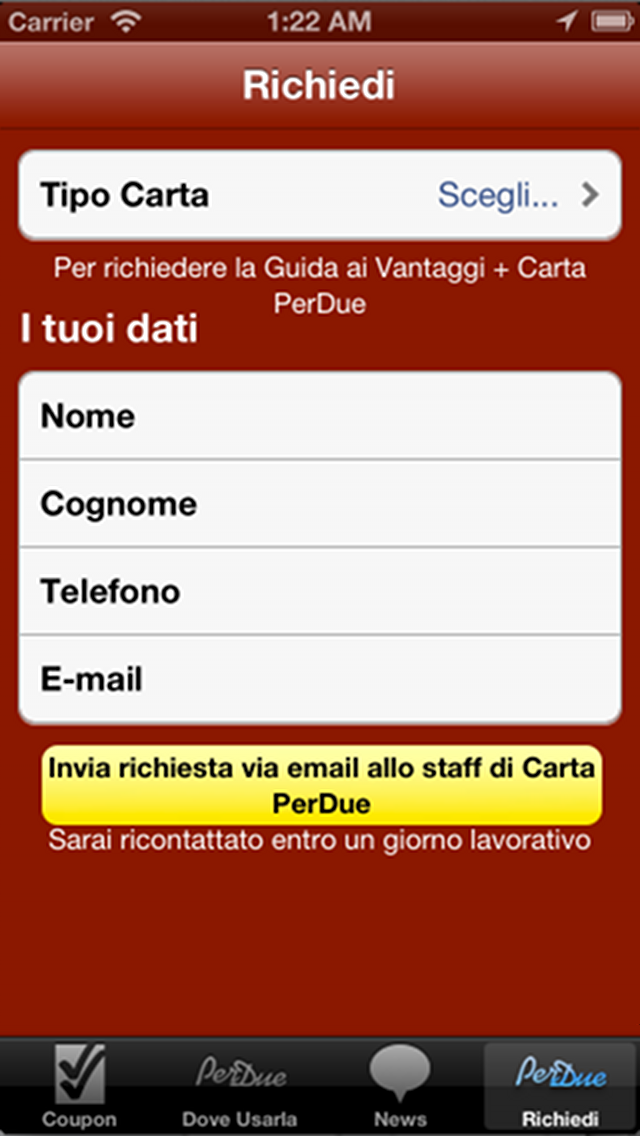 Carrier 1:22 AM
Richiedi
Tipo Carta Scegli...
Per richiedere la Guida ai Vantaggi + Carta
PerDue
I tuoi dati
Nome
Cognome
Telefono
E-mail
Invia richiesta via email allo staff di Carta
PerDue
Sarai ricontattato entro un giorno lavorativo
PerDue PerDue
Coupon Dove Usarla News Richiedi